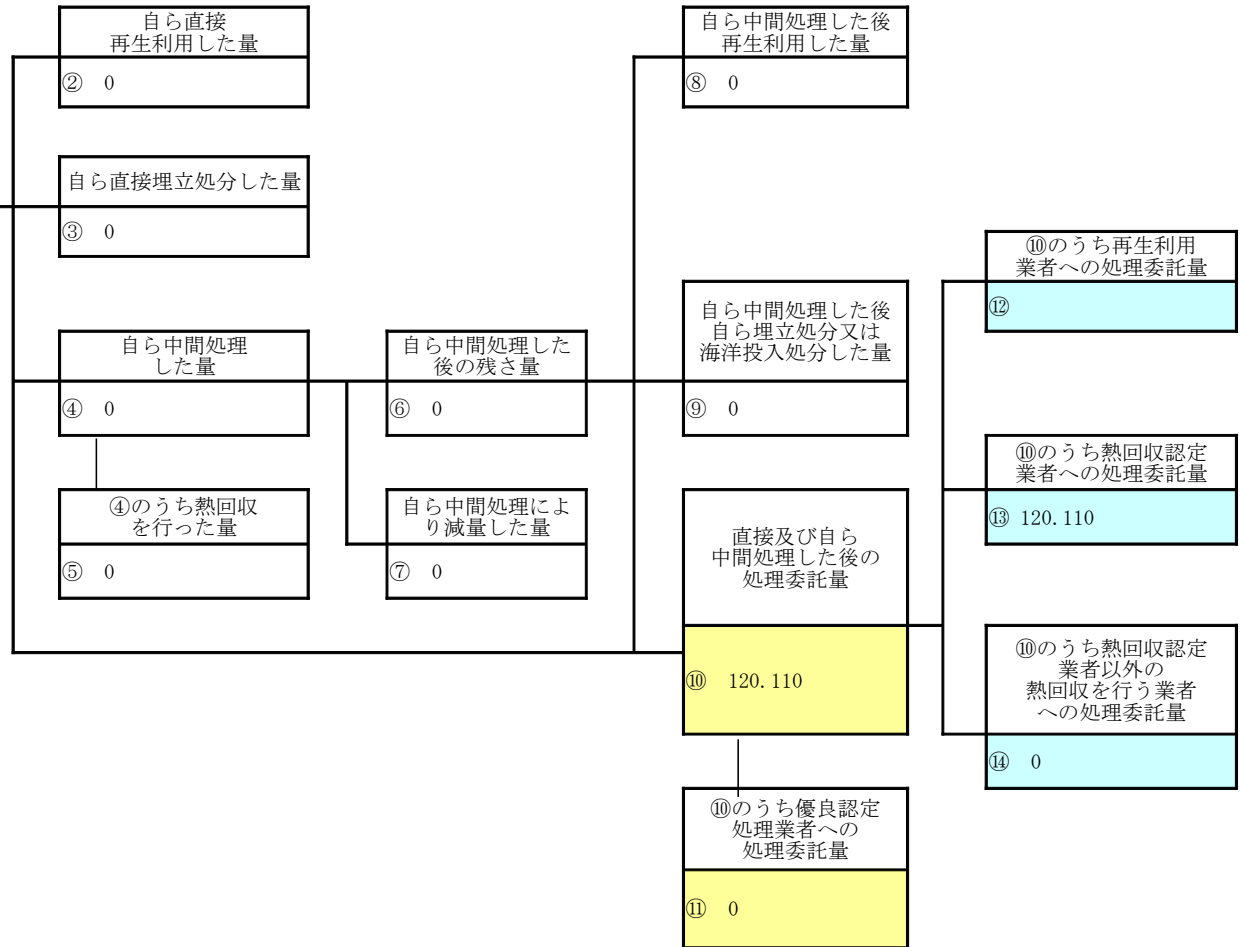 自ら直接
再生利用した量
② 0
自ら中間処理した後
再生利用した量
⑧ 0
自ら直接埋立処分した量
③ 0
⑩のうち再生利用
業者への処理委託量
⑫
自ら中間処理
した量
④ 0
自ら中間処理した
後の残さ量
⑥ 0
自ら中間処理した後
自ら埋立処分又は
海洋投入処分した量
⑨ 0
⑩のうち熱回収認定
業者への処理委託量
⑬ 120.110
④のうち熱回収
を行った量
⑤ 0
自ら中間処理によ
り減量した量
⑦ 0
直接及び自ら
中間処理した後の
処理委託量
⑩ 120.110
⑩のうち熱回収認定
業者以外の
熱回収を行う業者
への処理委託量
⑭ 0
⑩のうち優良認定
処理業者への
処理委託量
⑪ 0